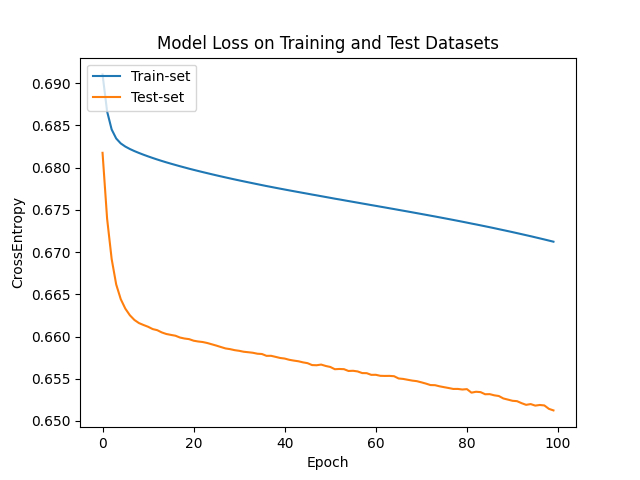 Model Loss on Training and Test Datasets
Train-set
Test-set
0.690
0.685
0.680
0.675
0.670
0.665
0.660
0.655
0.650
CrossEntropy
0 20 40 60 80 100
Epoch